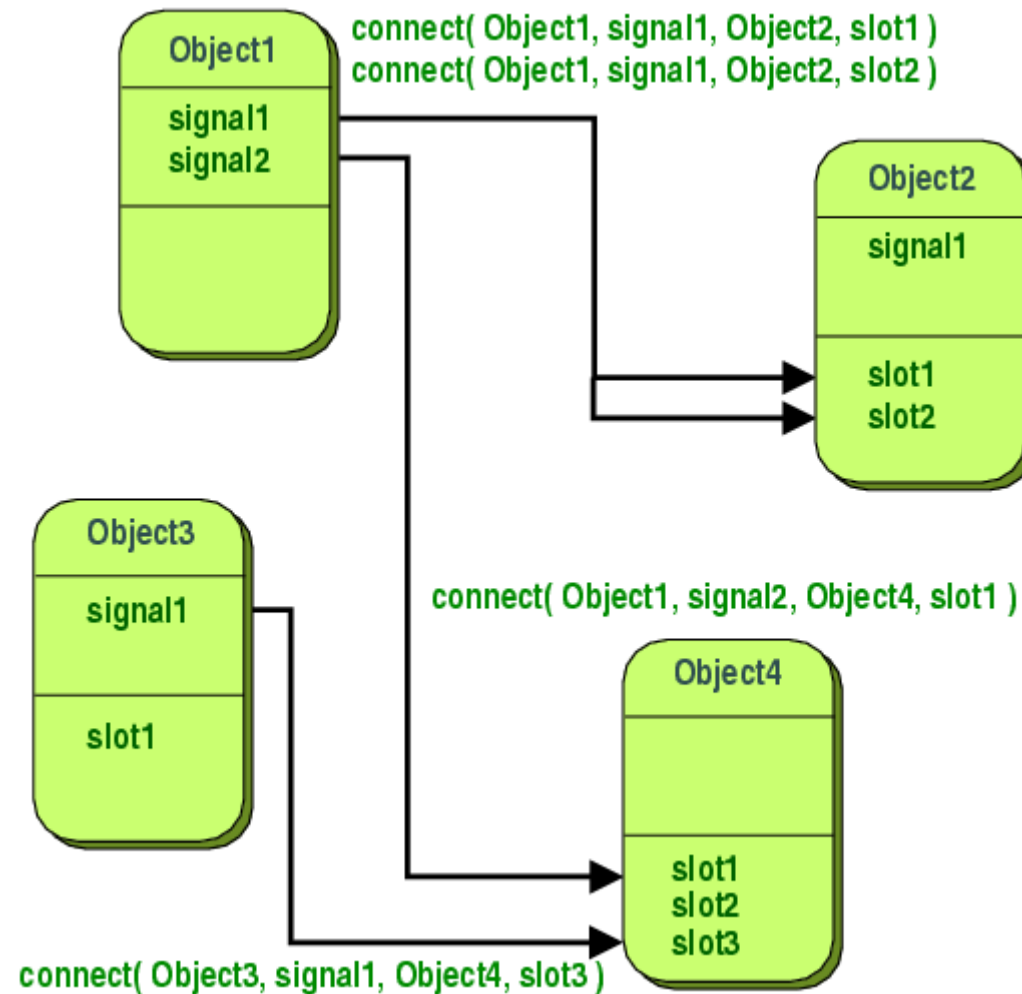 Object1
signal1
signal2
connect( Object1, signal1, Object2, slot1 )
connect( Object1, signal1, Object2, slot2 )
Object2
signal1
slot1
slot2
Object3
signal1
slot1
connect( Object1, signal2, Object4, slot1 )
Object4
slot1
slot2
slot3
connect( Object3, signal1, Object4, slot3 )